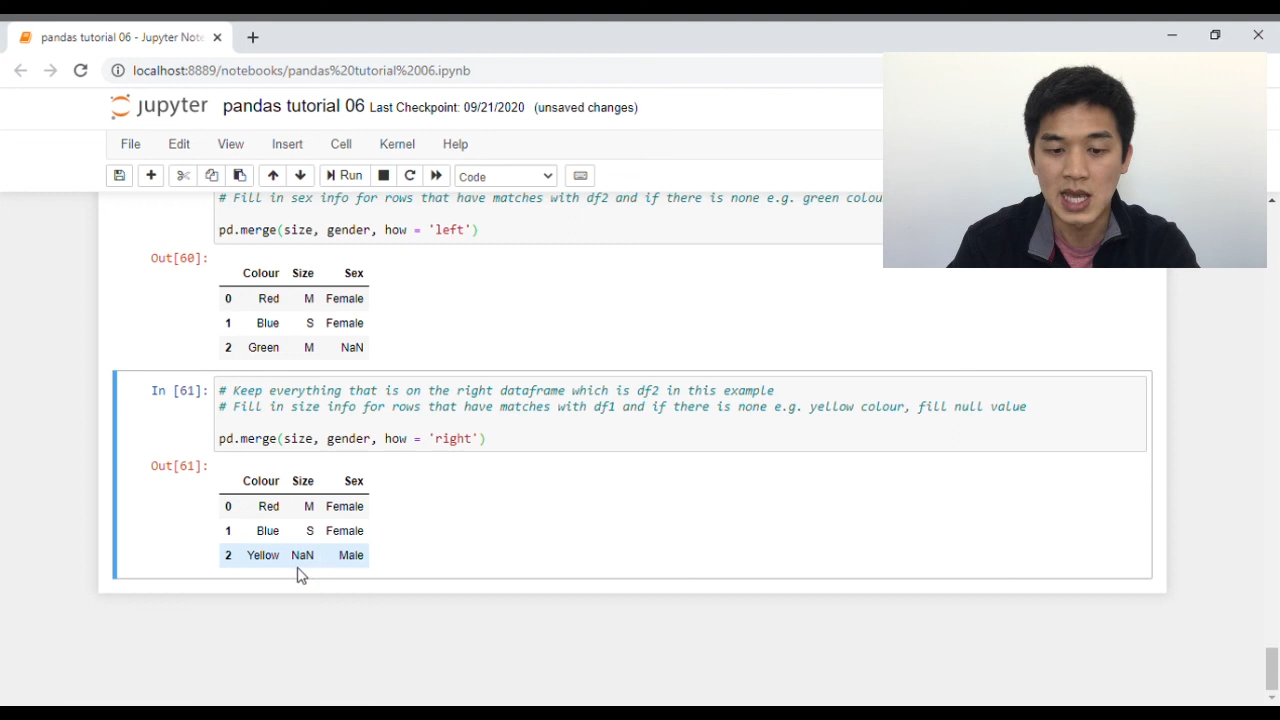 pandas tutorial 06 - Jupyter Note
localhost:8889/notebooks/pandas%20tutorial%2006.ipynb
jupyter pandas tutorial 06 Last Checkpoint: 09/21/2020 (unsaved changes)
File Edit View Insert Cell Kernel Help
Run Code
# Fill in sex info for rows that have matches with df2 and if there is none e.g. green colou
pd.merge(size, gender, how = 'left')
Out[60]:
Colour Size Sex
0 Red M Female
1 Blue S Female
2 Green M NaN
In [61]: # Keep everything that is on the right dataframe which is df2 in this example
# Fill in size info for rows that have matches with df1 and if there is none e.g. yellow colour, fill null value
pd.merge(size, gender, how = 'right')
Out[61]:
Colour Size Sex
0 Red M Female
1 Blue S Female
2 Yellow NaN Male